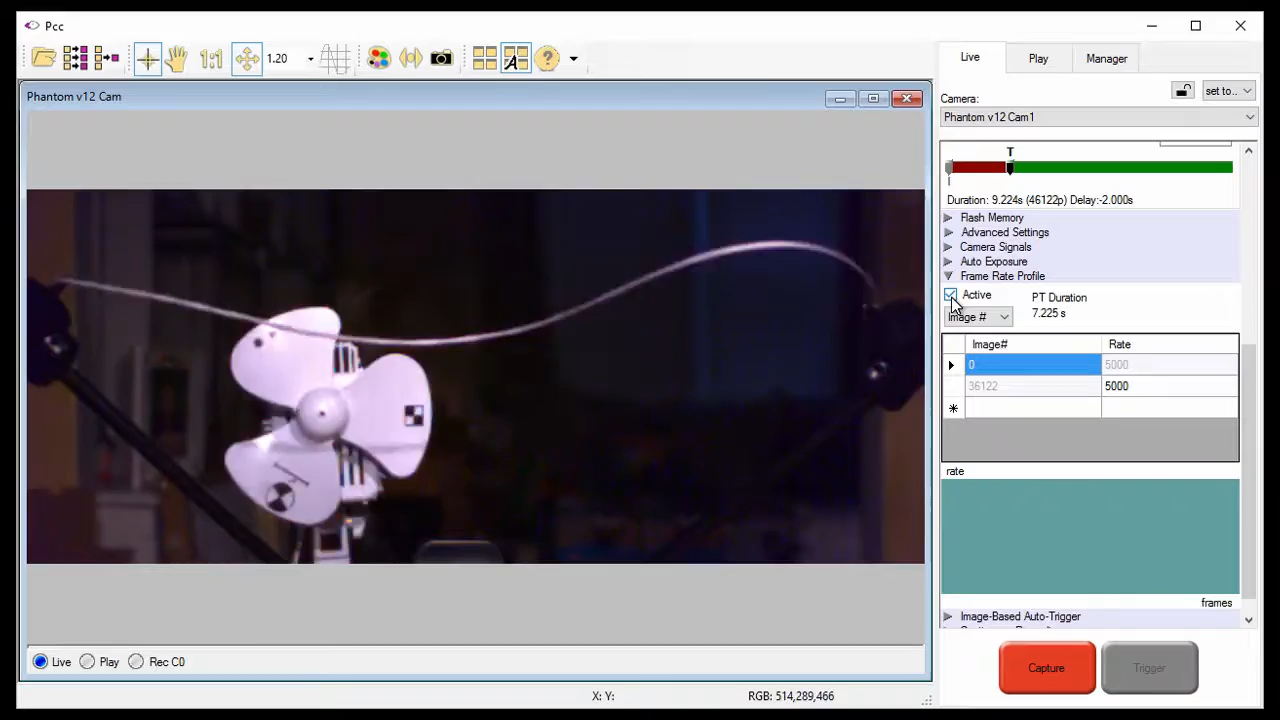 Pcc
1:1
1.20
A
?
Live
Play
Manager
Phantom v12 Cam
set to..
Camera:
Phantom v12 Cam1
T
I
Duration: 9.224s (46122p) Delay:-2.000s
Flash Memory
Advanced Settings
Camera Signals
Auto Exposure
Frame Rate Profile
Active
PT Duration
Image #
7.225 s
Image#
Rate
0
5000
36122
5000
rate
frames
Image-Based Auto-Trigger
Capture
Trigger
Live
Play
Rec C0
X: Y:
RGB: 514,289,466